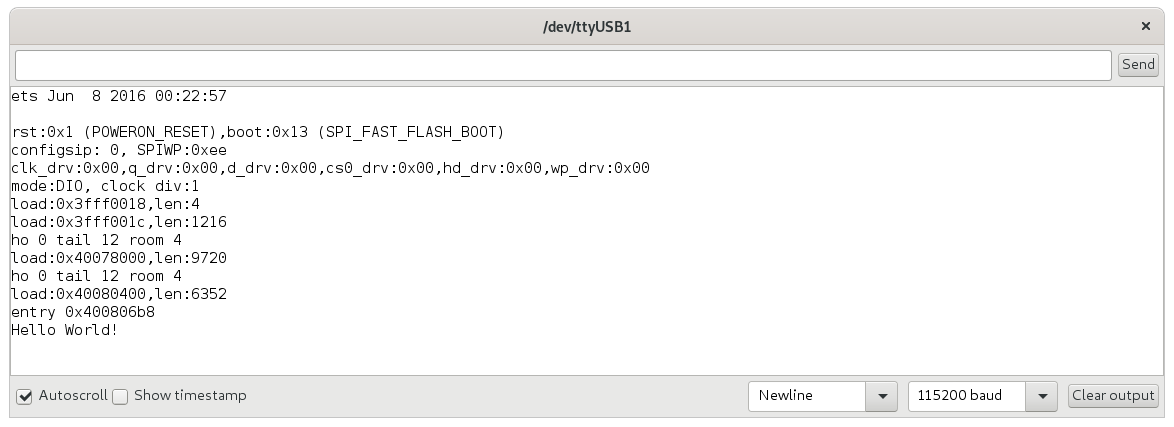 /dev/ttyUSB1
Send
ets Jun  8 2016 00:22:57
rst:0x1 (POWERON_RESET),boot:0x13 (SPI_FAST_FLASH_BOOT)
configsip: 0, SPIWP:0xee
clk_drv:0x00,q_drv:0x00,d_drv:0x00,cs0_drv:0x00,hd_drv:0x00,wp_drv:0x00
mode:DIO, clock div:1
load:0x3fff0018,len:4
load:0x3fff001c,len:1216
ho 0 tail 12 room 4
load:0x40078000,len:9720
ho 0 tail 12 room 4
load:0x40080400,len:6352
entry 0x400806b8
Hello World!
Autoscroll Show timestamp Newline 115200 baud Clear output